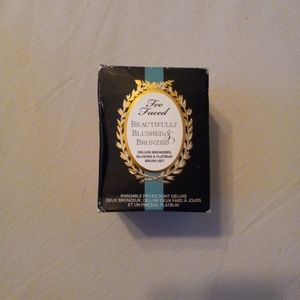 Too
Faced
BEAUTIFULLY
BLUSHED &
BRONZED
DELUXE BRONZERS,
BLUSHES & FLATBUKI
BRUSH SET
ENSEMBLE PIÈCES DONT DELUXE
DEUX BRONZEUR, DELUXE DEUX FARD À JOUES
ET UN PINCEAU FLATBUKI